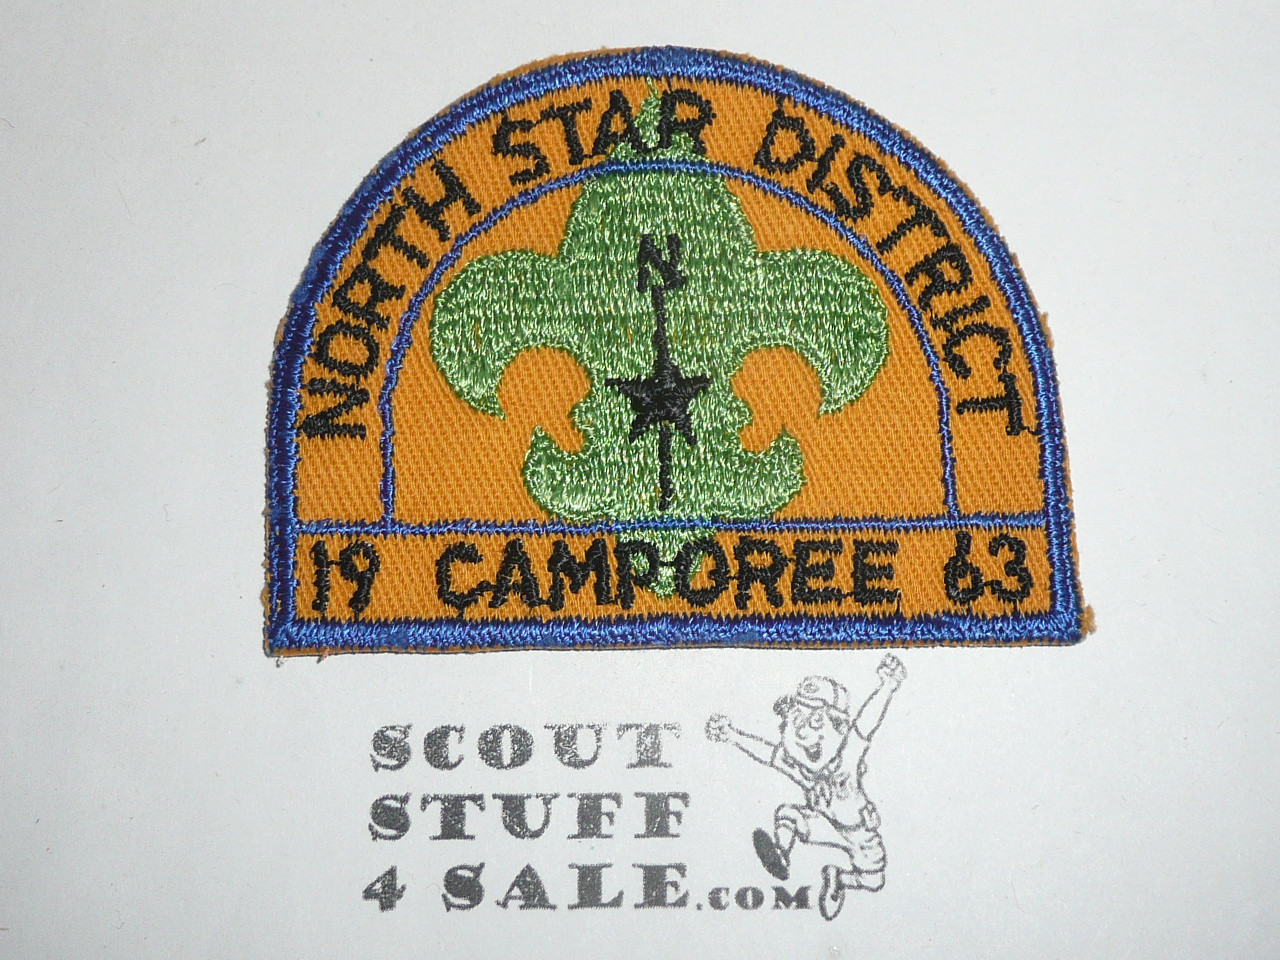 NORTH STAR DISTRICT
N
19 CAMPOREE 63
SCOUT
STUFF
4 SALE.COM